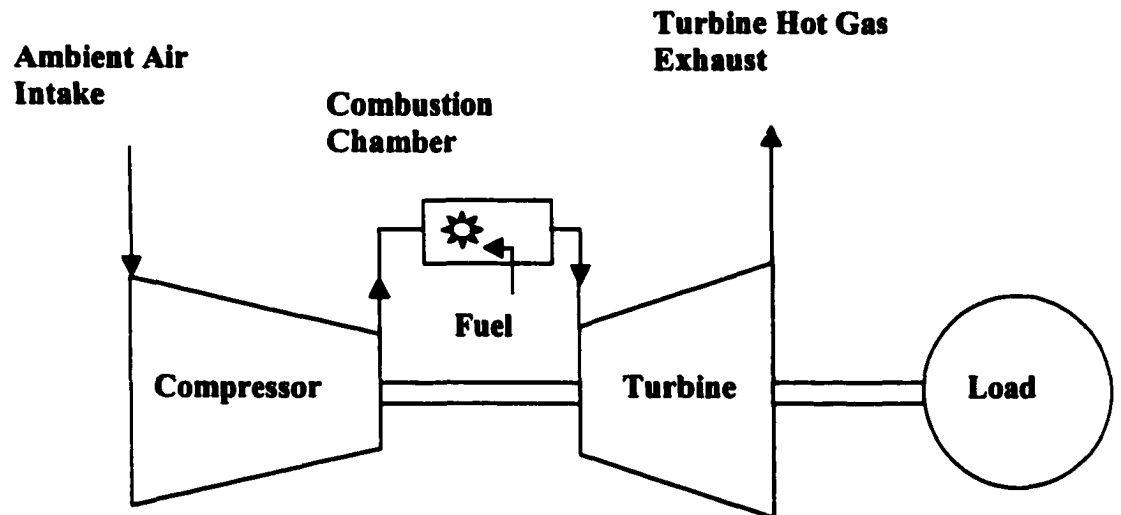 Turbine Hot Gas
Exhaust
Ambient Air
Intake
Combustion
Chamber
Fuel
Compressor
Turbine
Load